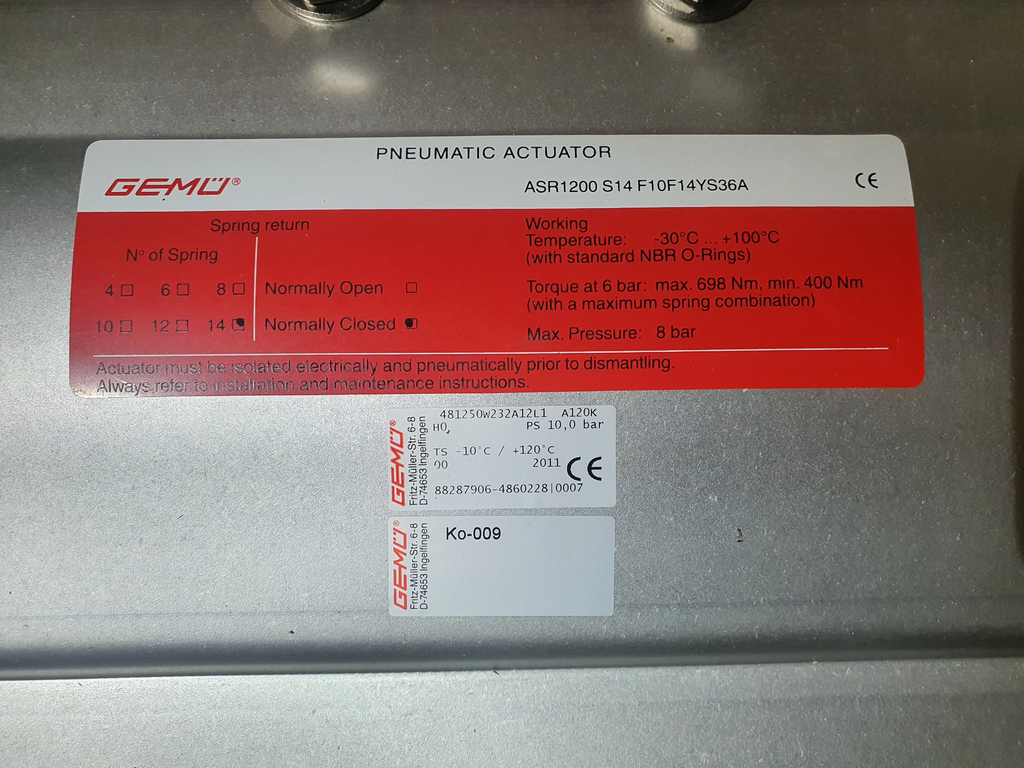 PNEUMATIC ACTUATOR
GEMÜ® ASR1200 S14 F10F14YS36A CE
Spring return
Nº of Spring
4 6 8 Normally Open
10 12 14 Normally Closed
Working
Temperature: -30°C ... +100°C
(with standard NBR O-Rings)
Torque at 6 bar: max. 698 Nm, min. 400 Nm
(with a maximum spring combination)
Max. Pressure: 8 bar
Actuator must be isolated electrically and pneumatically prior to dismantling.
Always refer to installation and maintenance instructions.
GEMÜ®
Fritz-Müller-Str. 6-8
D-74653 Ingelfingen
481250W232A12L1 A120K
H0, PS 10,0 bar
TS -10°C / +120°C
00 2011 CE
88287906-4860228|0007
GEMÜ®
Fritz-Müller-Str. 6-8
D-74653 Ingelfingen
Ko-009